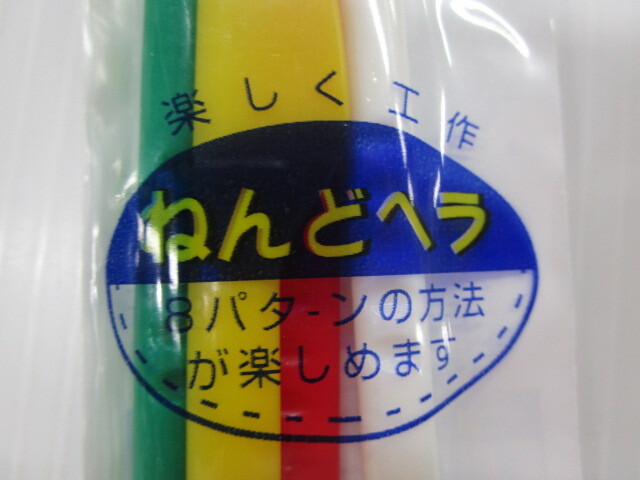 楽しく工作
ねんどヘラ
8パターンの方法
が楽しめます